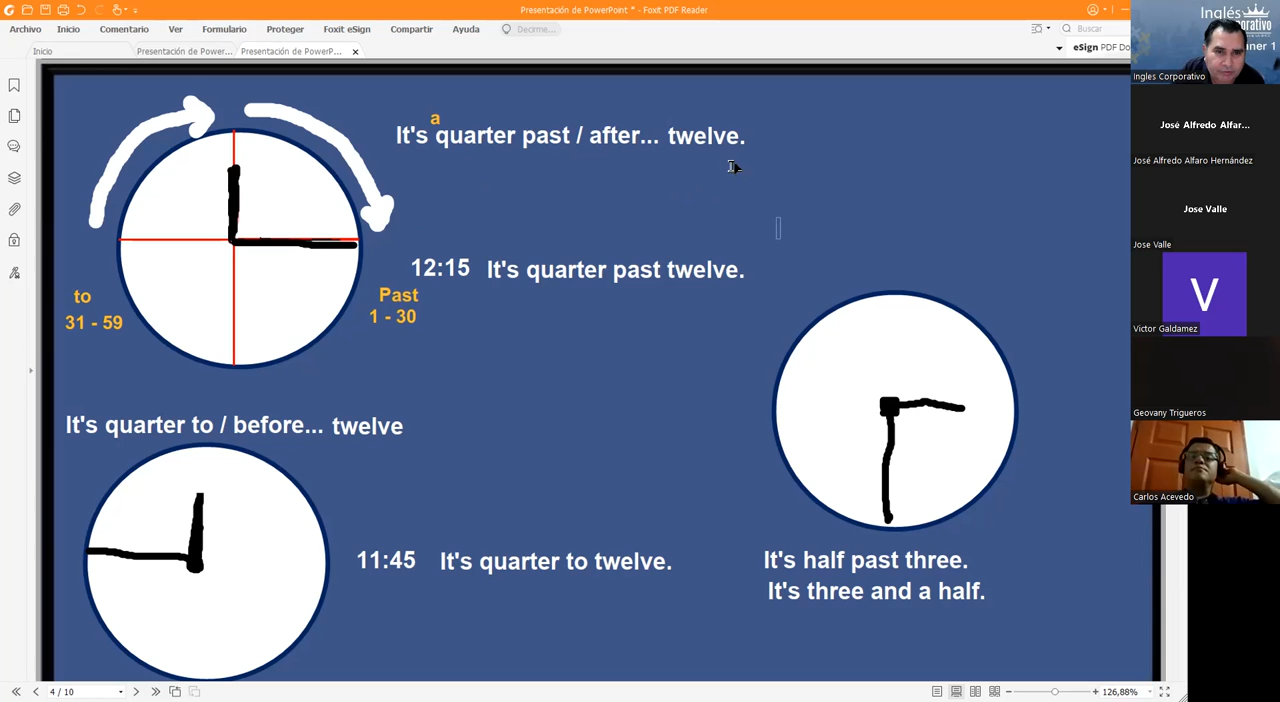 Presentación de PowerPoint * - Foxit PDF Reader
Archivo Inicio Comentario Ver Formulario Proteger Foxit eSign Compartir Ayuda Decirme...
Buscar
Inicio Presentación de Power... Presentación de PowerP...
eSign PDF Do
a
It's quarter past / after... twelve.
12:15 It's quarter past twelve.
to
31 - 59
Past
1 - 30
It's quarter to / before... twelve
11:45 It's quarter to twelve.
It's half past three.
It's three and a half.
4 / 10
126,88%
Inglés
Ingles Corporativo
José Alfredo Alfar...
José Alfredo Alfaro Hernández
Jose Valle
Jose Valle
V
Victor Galdamez
Geovany Trigueros
Carlos Acevedo